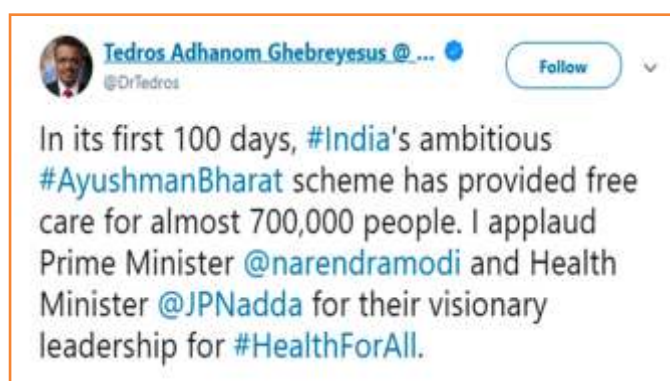 Tedros Adhanom Ghebreyesus @ ...
Follow
@DrTedros
In its first 100 days, #India's ambitious
#AyushmanBharat scheme has provided free
care for almost 700,000 people. I applaud
Prime Minister @narendramodi and Health
Minister @JPNadda for their visionary
leadership for #HealthForAll.